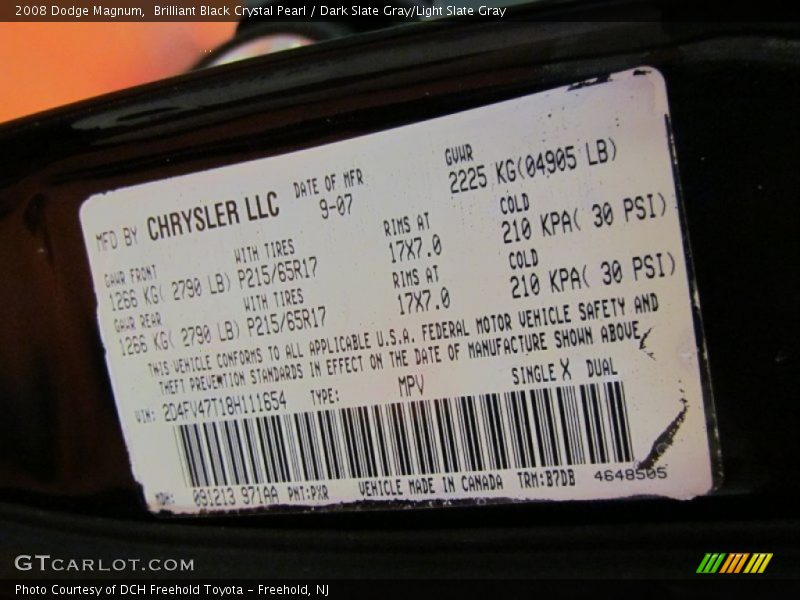 2008 Dodge Magnum, Brilliant Black Crystal Pearl / Dark Slate Gray/Light Slate Gray
MFD BY CHRYSLER LLC DATE OF MFR GVWR
9-07 2225 KG(04905 LB)
GAWR FRONT WITH TIRES RIMS AT COLD
1266 KG( 2790 LB) P215/65R17 17X7.0 210 KPA( 30 PSI)
GAWR REAR WITH TIRES RIMS AT COLD
1266 KG( 2790 LB) P215/65R17 17X7.0 210 KPA( 30 PSI)
THIS VEHICLE CONFORMS TO ALL APPLICABLE U.S.A. FEDERAL MOTOR VEHICLE SAFETY AND
THEFT PREVENTION STANDARDS IN EFFECT ON THE DATE OF MANUFACTURE SHOWN ABOVE
VIN: 2D4FV47T18H111654 TYPE: MPV SINGLE X DUAL
MDH: 091213 971AA PNT:PXR VEHICLE MADE IN CANADA TRM:B7DB 4648505
GTCARLOT.COM
Photo Courtesy of DCH Freehold Toyota - Freehold, NJ